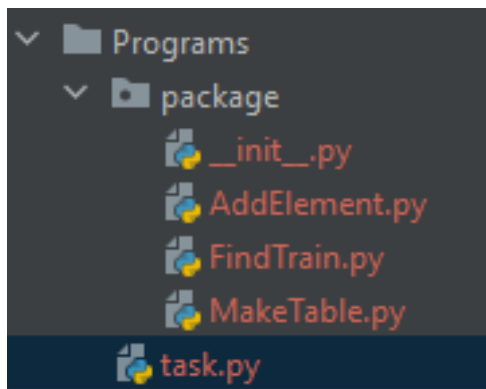 Programs
package
__init__.py
AddElement.py
FindTrain.py
MakeTable.py
task.py